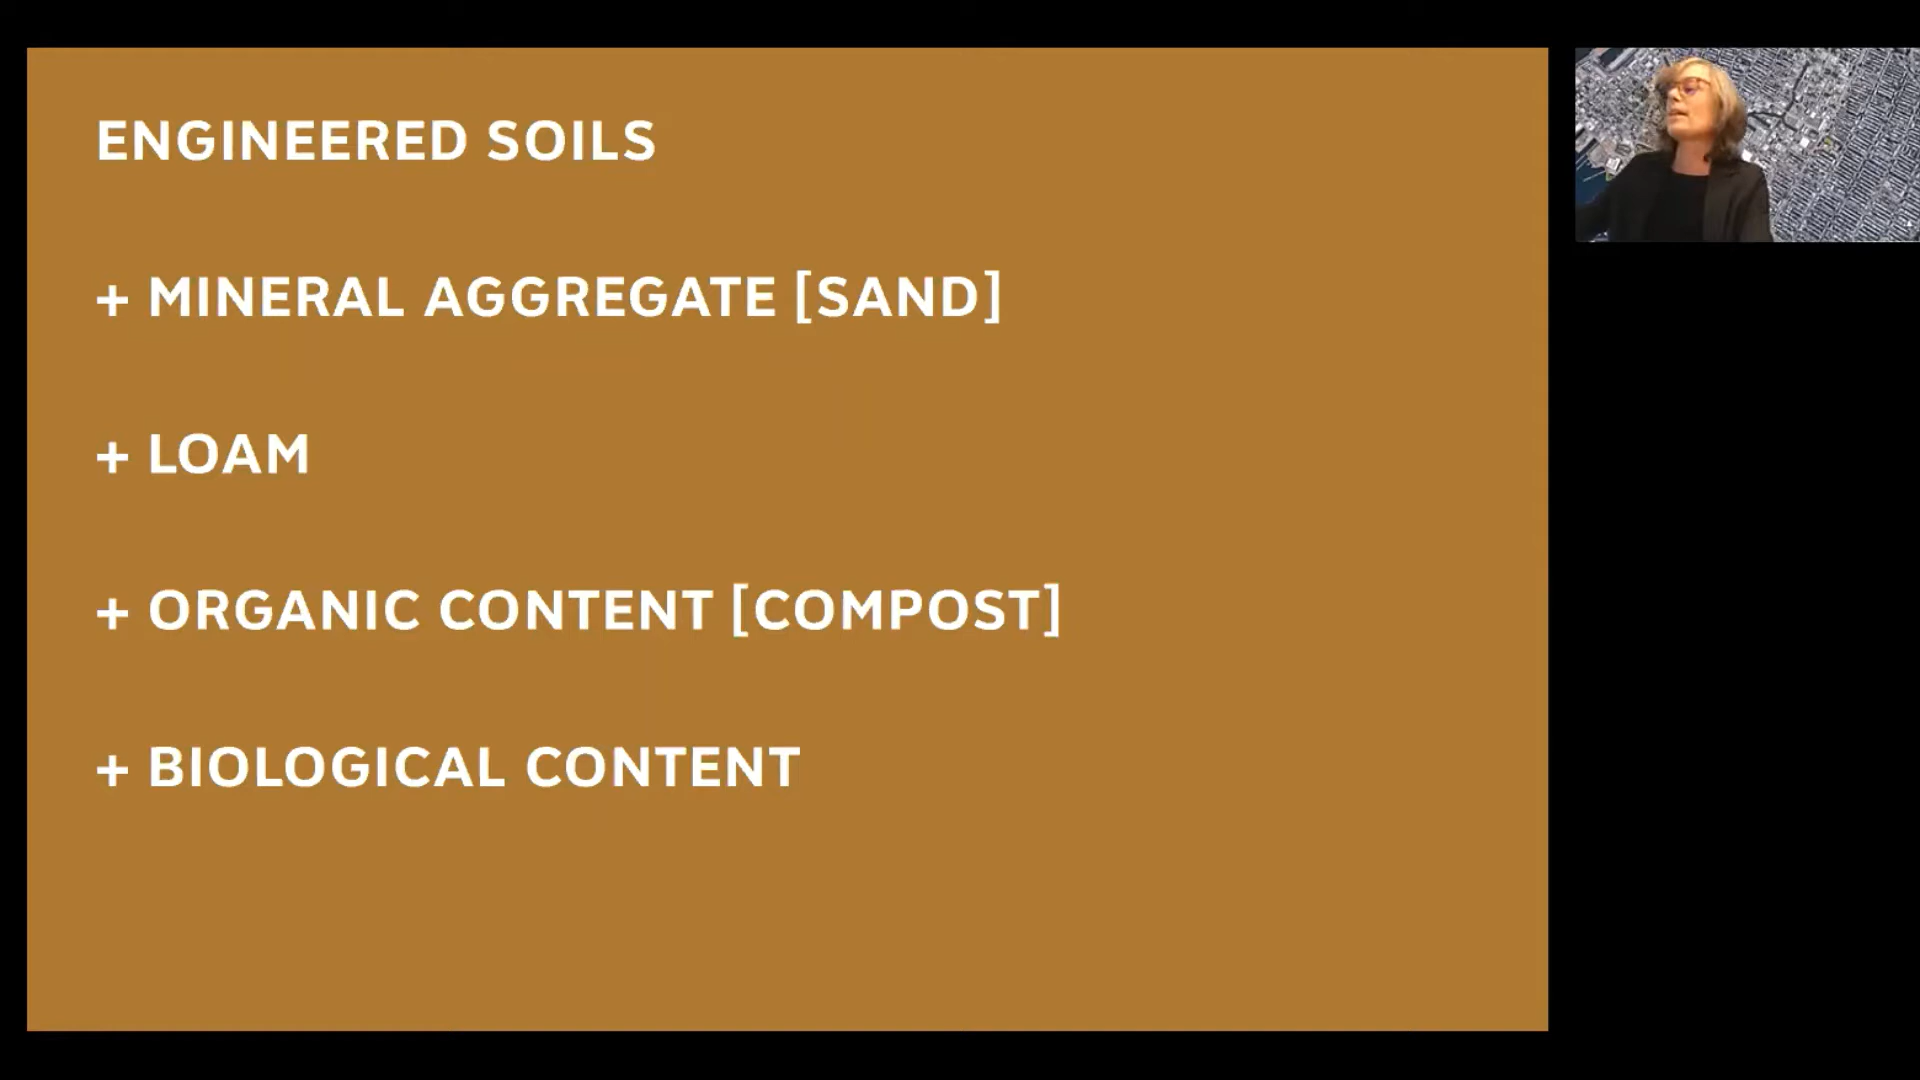 ENGINEERED SOILS
+ MINERAL AGGREGATE [SAND]
+ LOAM
+ ORGANIC CONTENT [COMPOST]
+ BIOLOGICAL CONTENT